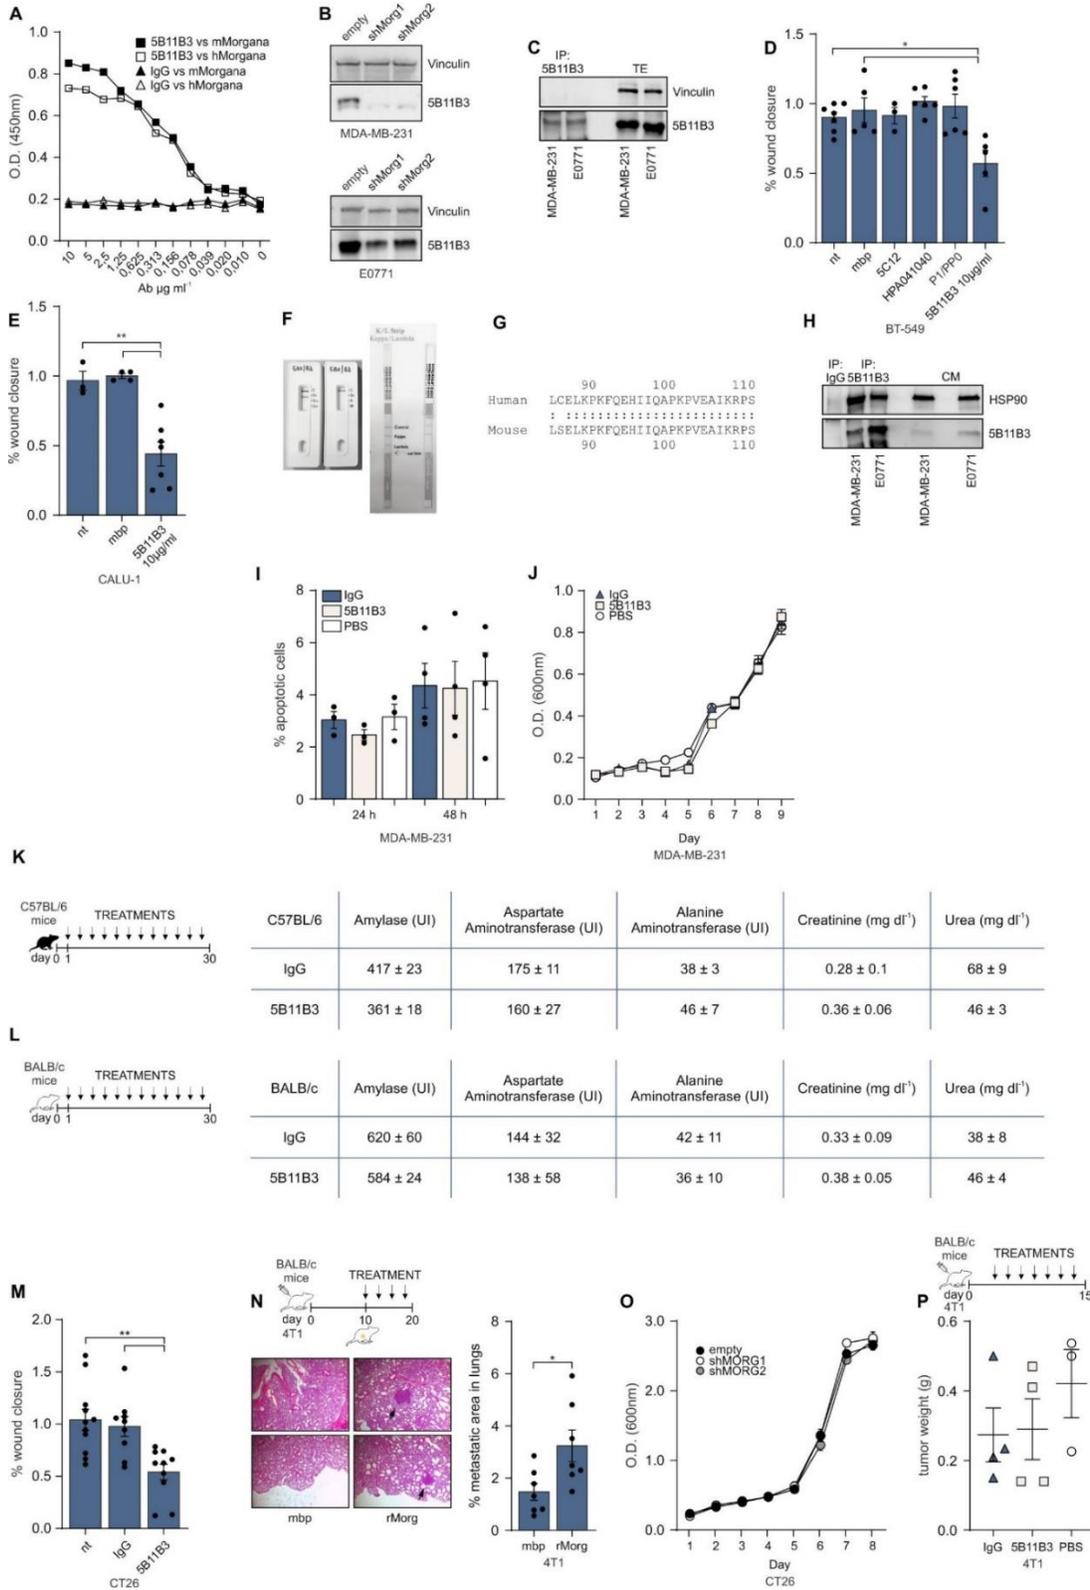 A
1.0
0.8
0.6
0.4
0.2
0.0
O.D. (450nm)
5B11B3 vs mMorgana
5B11B3 vs hMorgana
IgG vs mMorgana
IgG vs hMorgana
10 5 2,5 1,25 0,625 0,313 0,156 0,078 0,039 0,020 0,010 0
Ab µg ml⁻¹
B
empty shMorg1 shMorg2
Vinculin
5B11B3
MDA-MB-231
empty shMorg1 shMorg2
Vinculin
5B11B3
E0771
C
IP:
5B11B3 TE
Vinculin
5B11B3
MDA-MB-231 E0771 MDA-MB-231 E0771
D
1.5
1.0
0.5
0.0
% wound closure
*
nt mbp 5C12 HPA041040 P1/PP0 5B11B3 10µg/ml
BT-549
E
1.5
1.0
0.5
0.0
% wound closure
**
nt mbp 5B11B3
10µg/ml
CALU-1
F
K/L Strip
Kappa/Lambda
Control
Kappa
Lambda
G
90 100 110
Human LCELKPKFQEHIIQAPKPVEAIKRPS
: ::::::::::::::::::::::::
Mouse LSELKPKFQEHIIQAPKPVEAIKRPS
90 100 110
H
IP: IP:
IgG 5B11B3 CM
HSP90
5B11B3
MDA-MB-231 E0771 MDA-MB-231 E0771
I
8
6
4
2
0
% apoptotic cells
IgG
5B11B3
PBS
24 h 48 h
MDA-MB-231
J
1.0
0.8
0.6
0.4
0.2
0.0
O.D. (600nm)
IgG
5B11B3
PBS
1 2 3 4 5 6 7 8 9
Day
MDA-MB-231
K
C57BL/6
mice
TREATMENTS
day 0 1 30
C57BL/6 Amylase (UI) Aspartate Aminotransferase (UI) Alanine Aminotransferase (UI) Creatinine (mg dl⁻¹) Urea (mg dl⁻¹)
IgG 417 ± 23 175 ± 11 38 ± 3 0.28 ± 0.1 68 ± 9
5B11B3 361 ± 18 160 ± 27 46 ± 7 0.36 ± 0.06 46 ± 3
L
BALB/c
mice
TREATMENTS
day 0 1 30
BALB/c Amylase (UI) Aspartate Aminotransferase (UI) Alanine Aminotransferase (UI) Creatinine (mg dl⁻¹) Urea (mg dl⁻¹)
IgG 620 ± 60 144 ± 32 42 ± 11 0.33 ± 0.09 38 ± 8
5B11B3 584 ± 24 138 ± 58 36 ± 10 0.38 ± 0.05 46 ± 4
M
2.0
1.5
1.0
0.5
0.0
% wound closure
**
nt IgG 5B11B3
CT26
N
BALB/c
mice
TREATMENT
day 0 10 20
4T1
mbp rMorg
8
6
4
2
0
% metastatic area in lungs
*
mbp rMorg
4T1
O
3.0
2.0
1.0
0.0
O.D. (600nm)
empty
shMORG1
shMORG2
1 2 3 4 5 6 7 8
Day
CT26
P
BALB/c
mice
TREATMENTS
day 0 15
4T1
0.6
0.4
0.2
0.0
tumor weight (g)
IgG 5B11B3 PBS
4T1